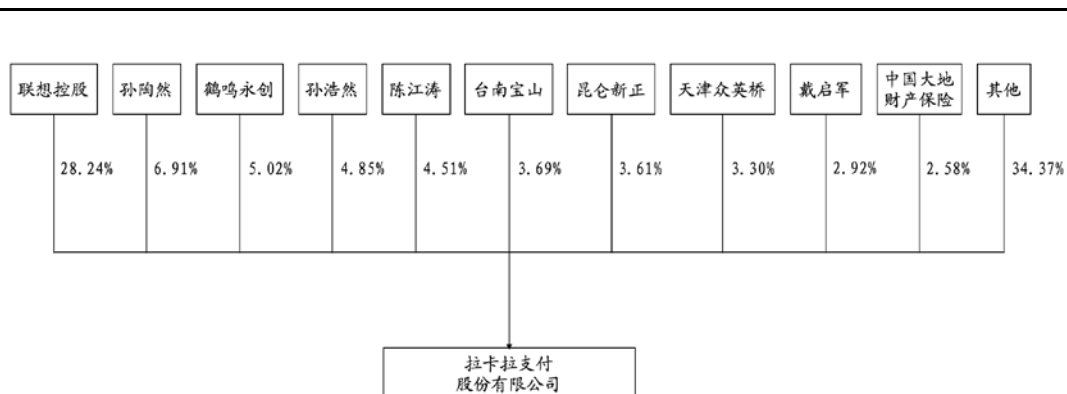 联想控股
孙陶然
鹤鸣永创
孙浩然
陈江涛
台南宝山
昆仑新正
天津众英桥
戴启军
中国大地
财产保险
其他
28.24%
6.91%
5.02%
4.85%
4.51%
3.69%
3.61%
3.30%
2.92%
2.58%
34.37%
拉卡拉支付
股份有限公司